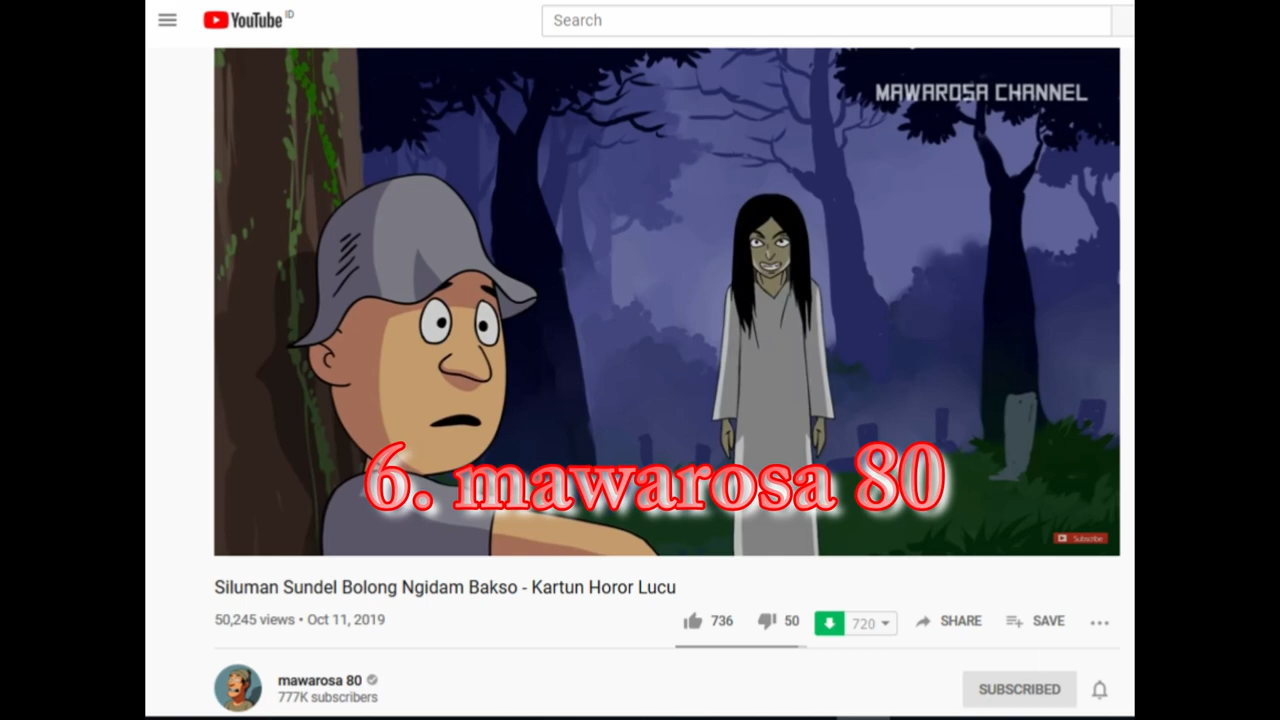 YouTube ID
Search
MAWAROSA CHANNEL
6. mawarosa 80
Subscribe
Siluman Sundel Bolong Ngidam Bakso - Kartun Horor Lucu
50,245 views • Oct 11, 2019
736
50
720
SHARE
SAVE
mawarosa 80
777K subscribers
SUBSCRIBED